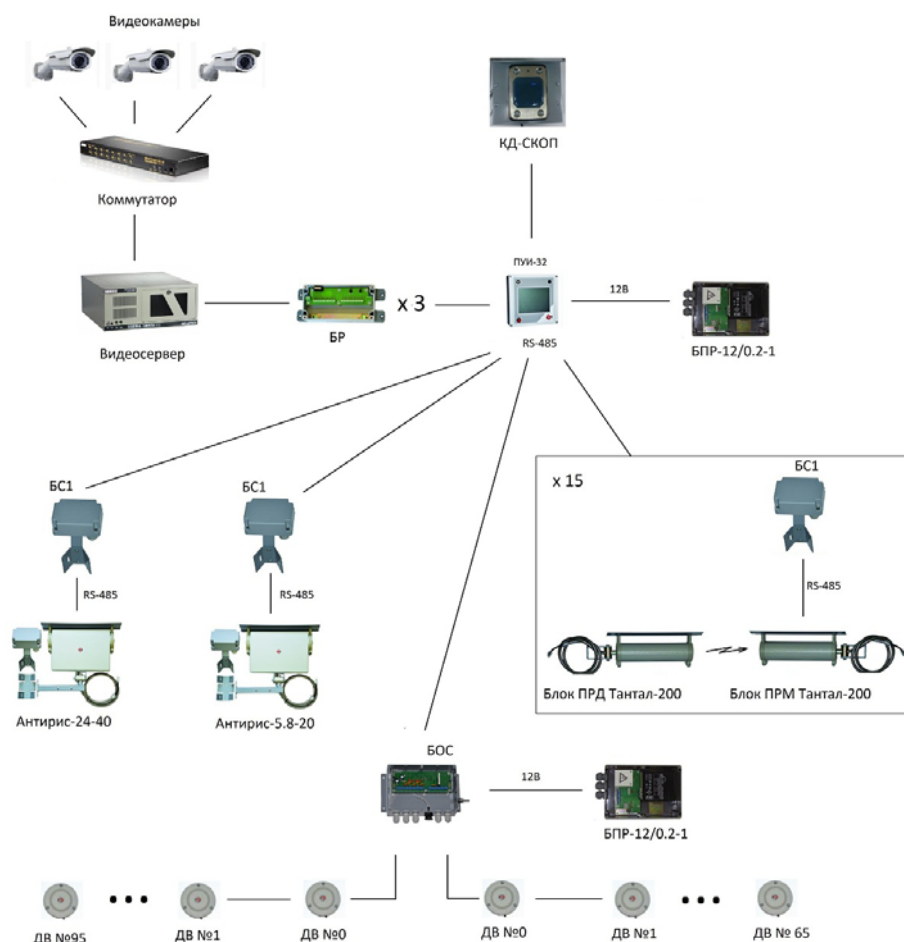 Видеокамеры
КД-СКОП
Коммутатор
ПУИ-32
12В
х 3
Видеосервер
БР
RS-485
БПР-12/0.2-1
БС1
БС1
х 15
БС1
RS-485
RS-485
RS-485
Блок ПРД Тантал-200
Блок ПРМ Тантал-200
Антирис-24-40
Антирис-5.8-20
БОС
12В
БПР-12/0.2-1
ДВ №95
ДВ №1
ДВ №0
ДВ №0
ДВ №1
ДВ № 65